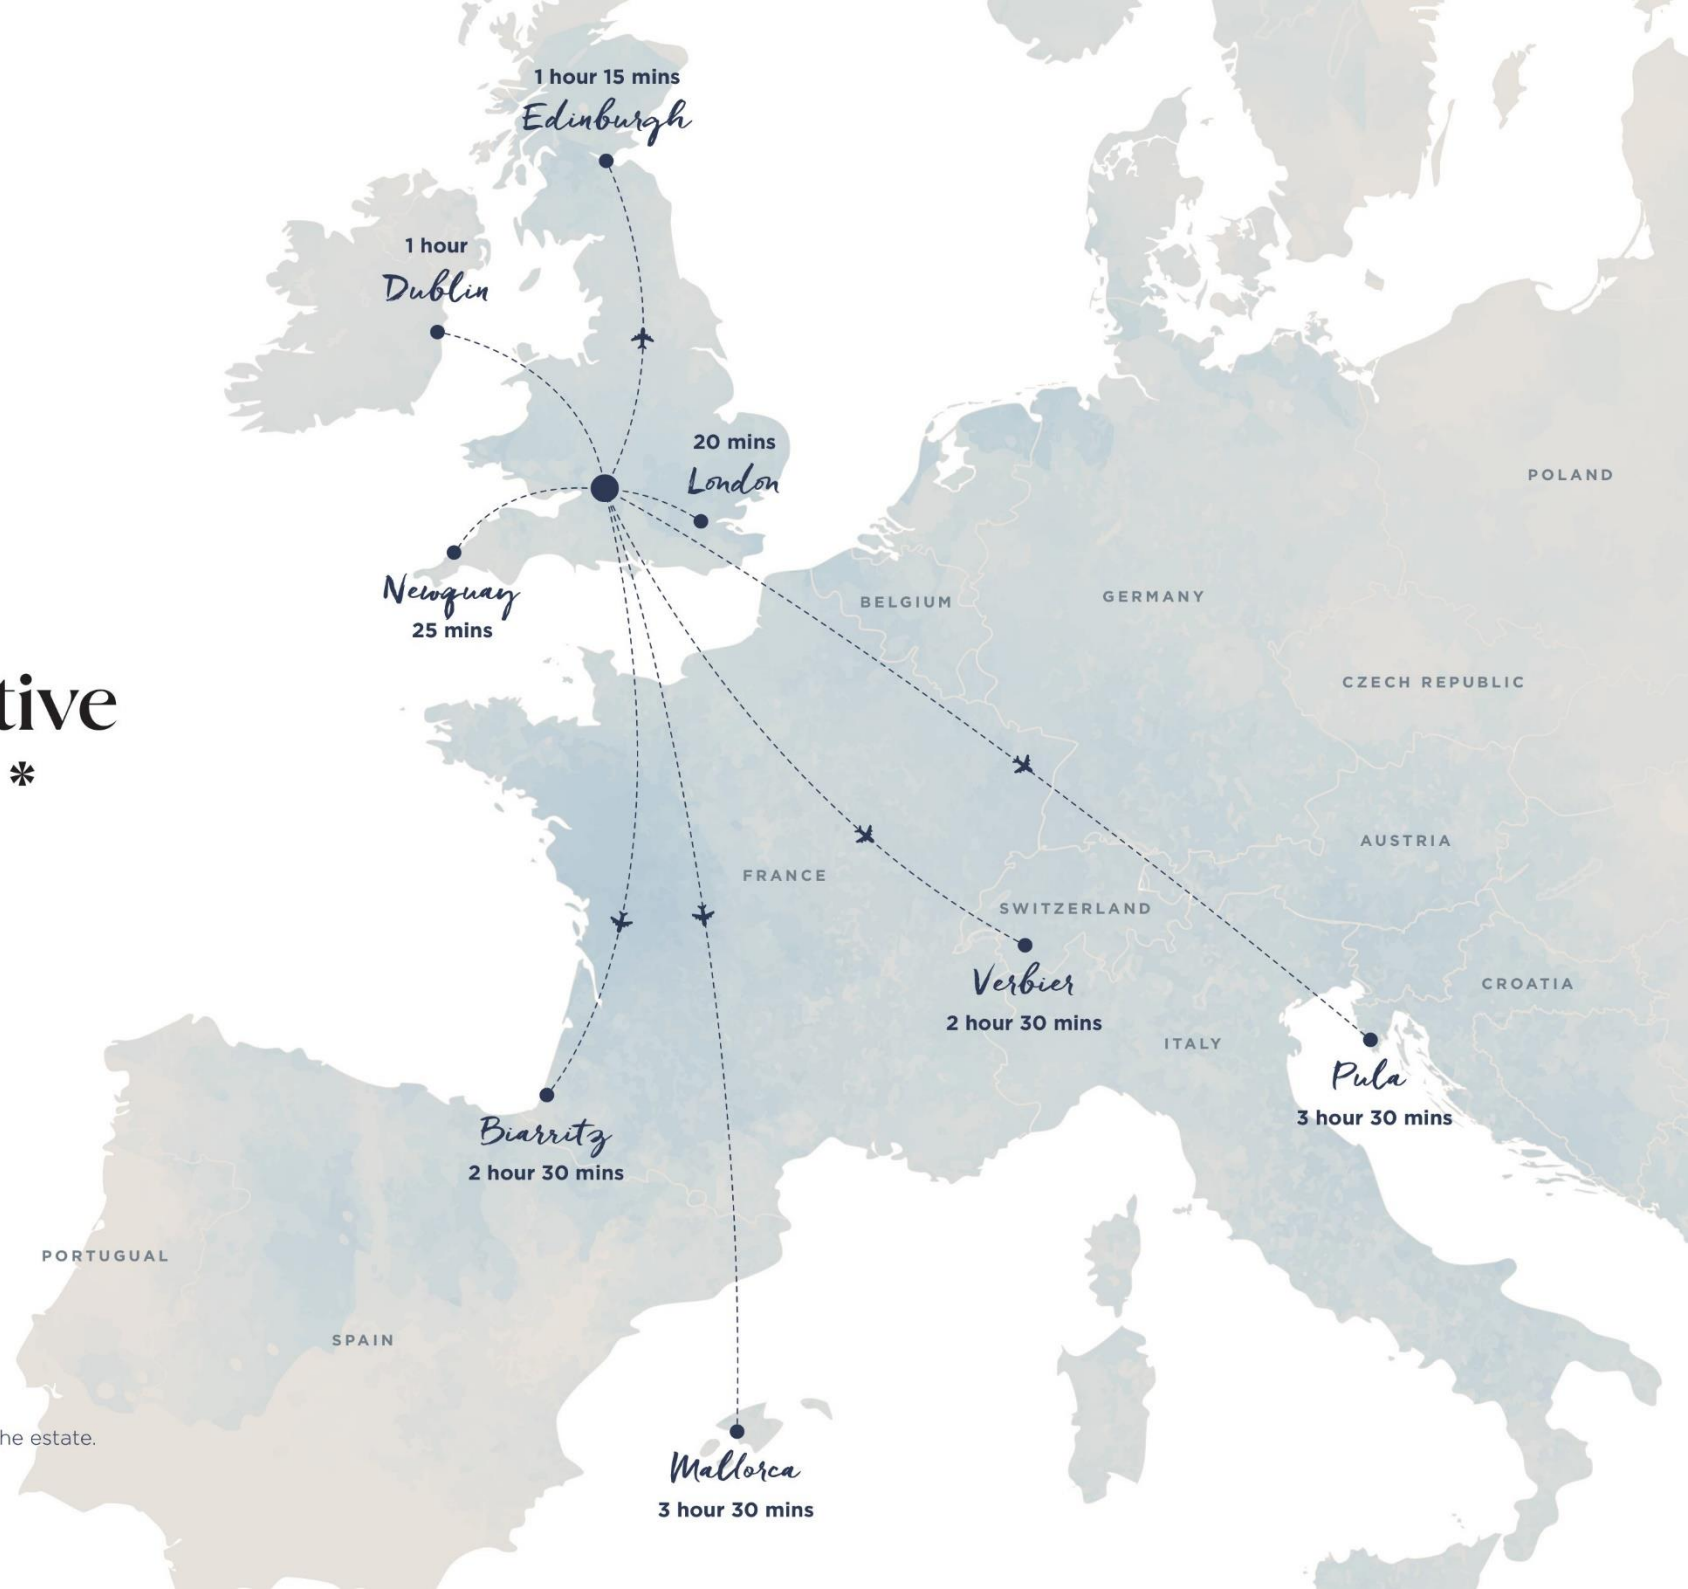 1 hour 15 mins
Edinburgh
1 hour
Dublin
20 mins
London
Newquay
25 mins
POLAND
BELGIUM
GERMANY
CZECH REPUBLIC
tive
*
AUSTRIA
FRANCE
SWITZERLAND
Verbier
2 hour 30 mins
CROATIA
ITALY
Pula
3 hour 30 mins
Biarritz
2 hour 30 mins
PORTUGUAL
SPAIN
he estate.
Mallorca
3 hour 30 mins